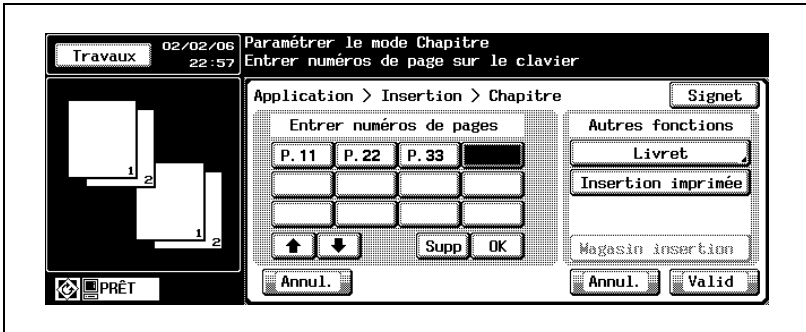 Travaux
02/02/06
22:57
Paramétrer le mode Chapitre
Entrer numéros de page sur le clavier
Application > Insertion > Chapitre
Signet
Entrer numéros de pages
P. 11 P. 22 P. 33
Supp OK
Annul.
Autres fonctions
Livret
Insertion imprimée
Magasin insertion
Annul. Valid
1
2
1
2
PRÊT